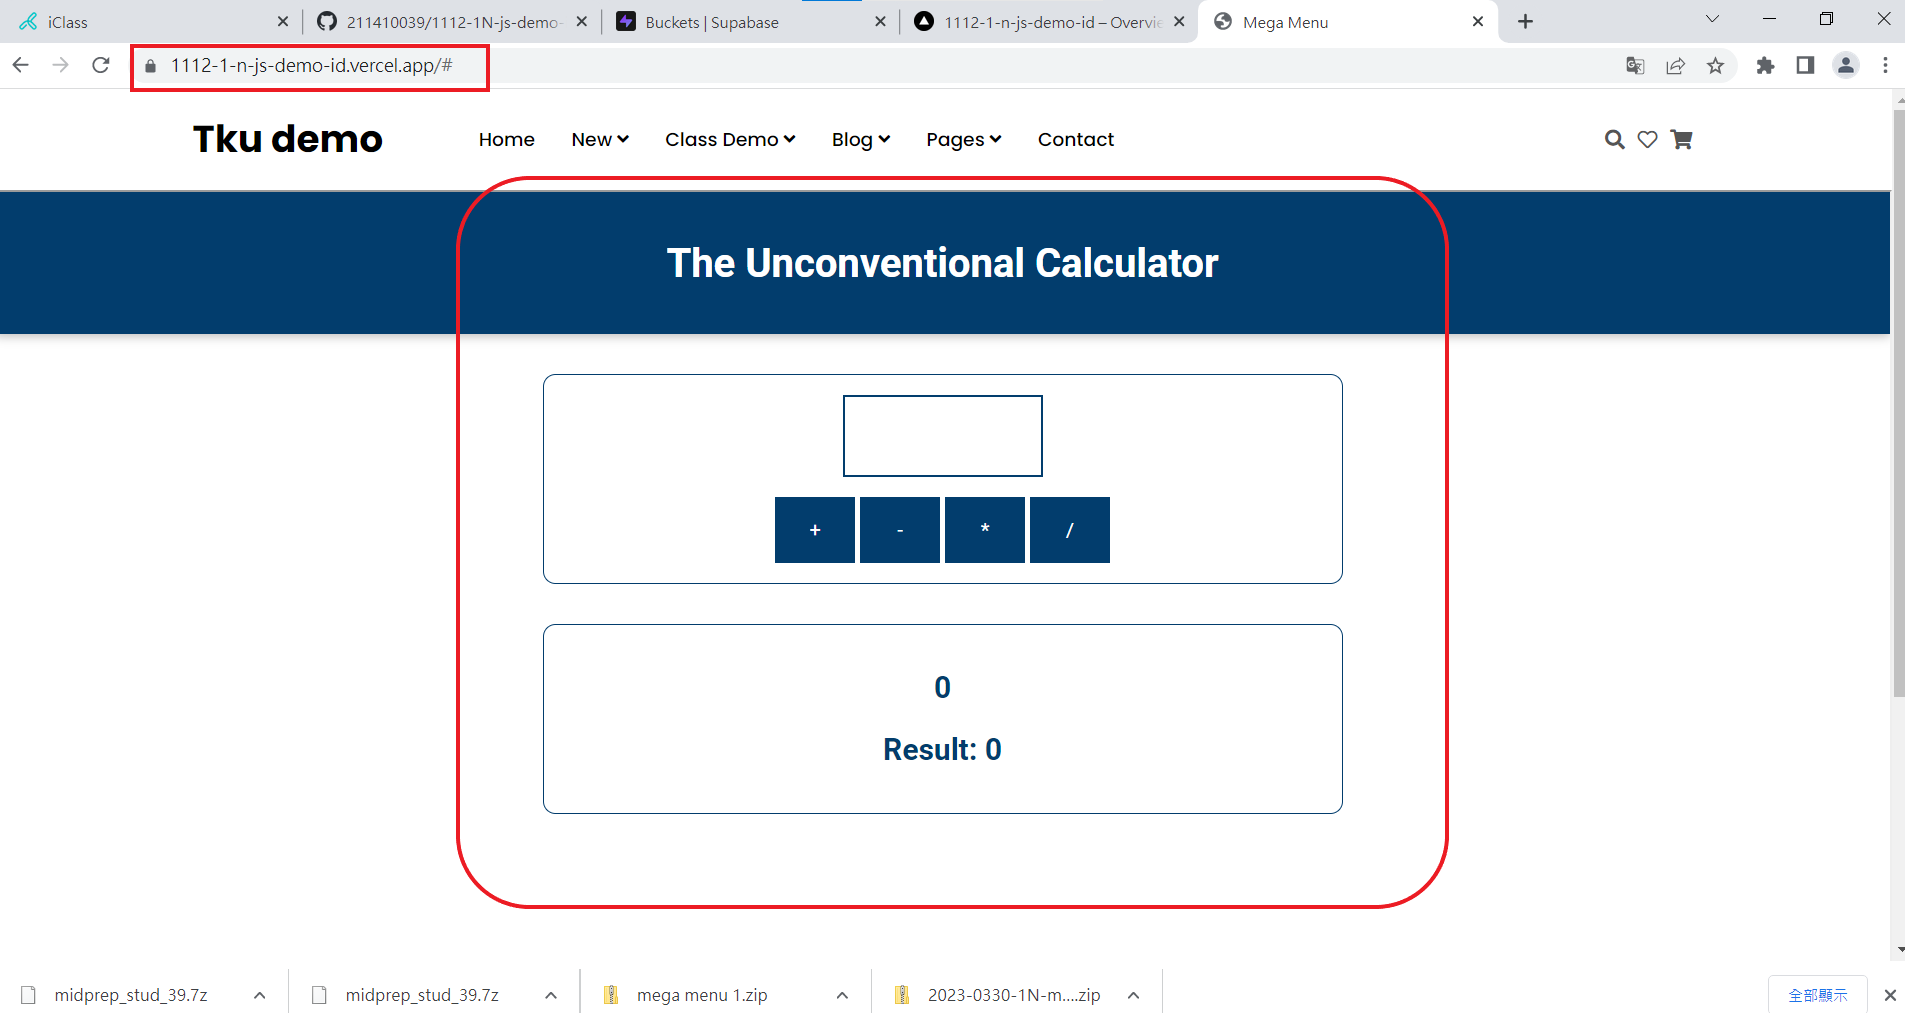 iClass
211410039/1112-1N-js-demo-
Buckets | Supabase
1112-1-n-js-demo-id – Overvie
Mega Menu
1112-1-n-js-demo-id.vercel.app/#
Tku demo
Home
New
Class Demo
Blog
Pages
Contact
The Unconventional Calculator
+
-
*
/
0
Result: 0
midprep_stud_39.7z
midprep_stud_39.7z
mega menu 1.zip
2023-0330-1N-m....zip
全部顯示